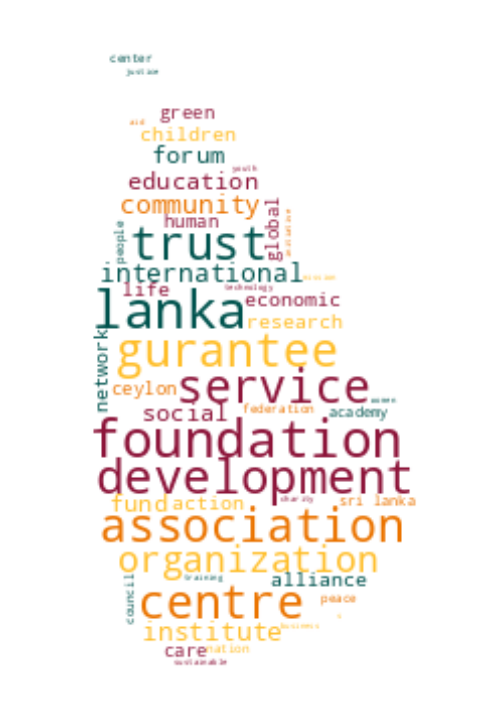 center
justice
green
aid
children
forum
youth
education
community
global
human
people
trust
international
technology
life
economic
lanka
research
network
gurantee
service
ceylon
women
social
federation
academy
foundation
development
charity
fund
action
sri lanka
association
organization
training
alliance
council
centre
peace
institute
business
care
nation
sustainable